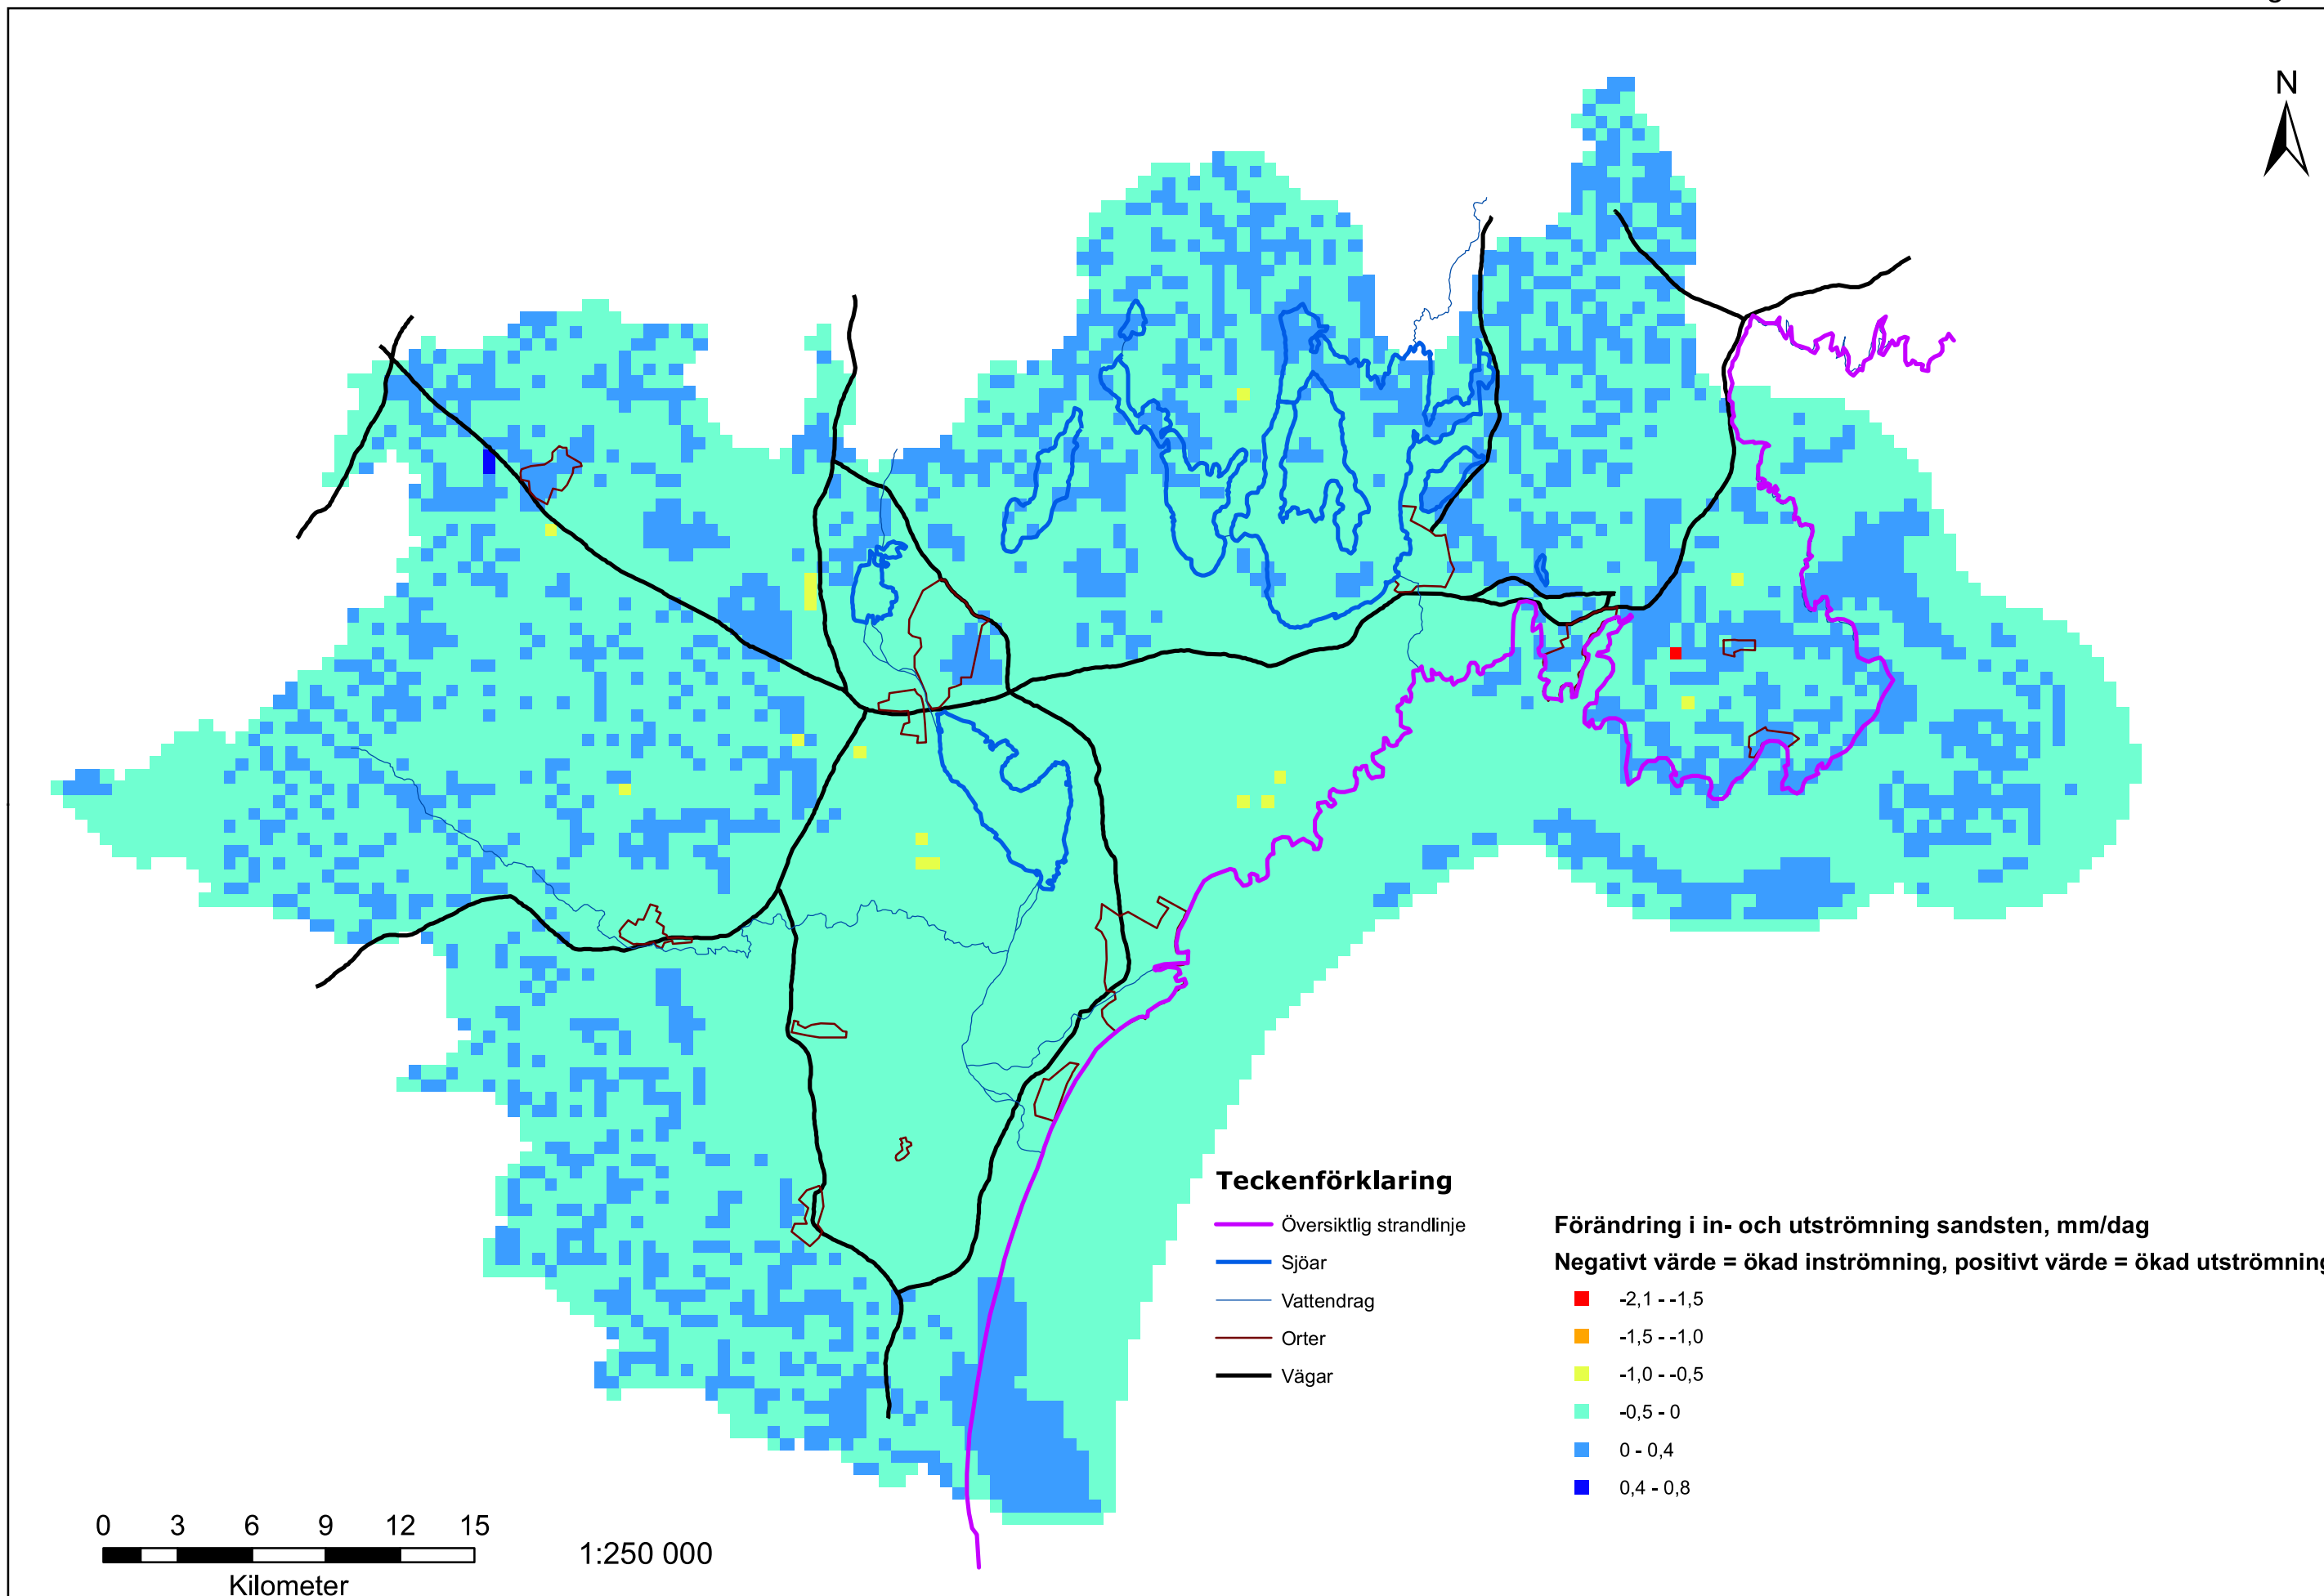 N
Teckenförklaring
Översiktlig strandlinje
Sjöar
Vattendrag
Orter
Vägar
Förändring i in- och utströmning sandsten, mm/dag
Negativt värde = ökad inströmning, positivt värde = ökad utströmning
-2,1 - -1,5
-1,5 - -1,0
-1,0 - -0,5
-0,5 - 0
0 - 0,4
0,4 - 0,8
0 3 6 9 12 15
Kilometer
1:250 000